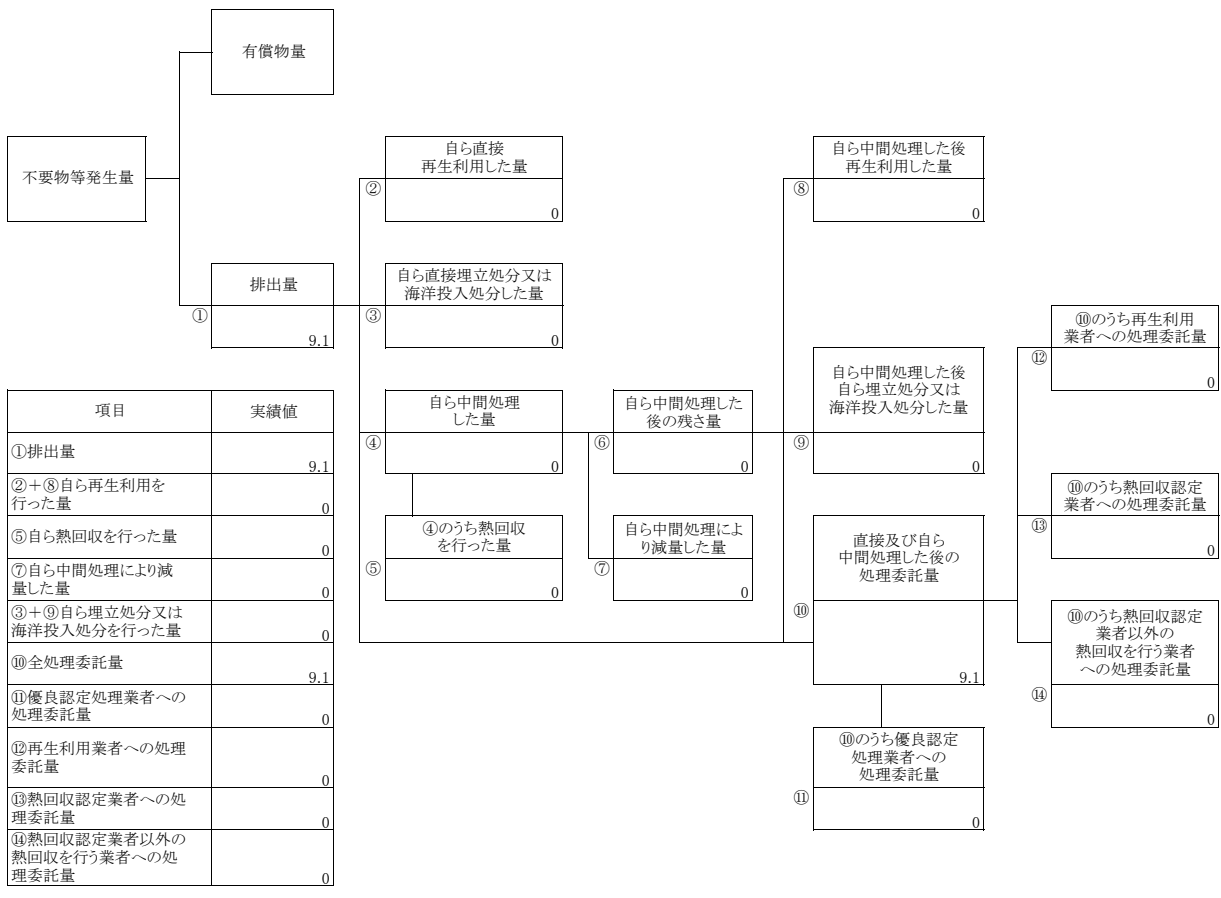 有償物量
不要物等発生量
排出量
①
9.1
自ら直接
再生利用した量
②
0
自ら直接埋立処分又は
海洋投入処分した量
③
0
自ら中間処理
した量
④
0
④のうち熱回収
を行った量
⑤
0
自ら中間処理した
後の残さ量
⑥
0
自ら中間処理によ
り減量した量
⑦
0
自ら中間処理した後
再生利用した量
⑧
0
自ら中間処理した後
自ら埋立処分又は
海洋投入処分した量
⑨
0
直接及び自ら
中間処理した後の
処理委託量
⑩
9.1
⑩のうち優良認定
処理業者への
処理委託量
⑪
0
⑩のうち再生利用
業者への処理委託量
⑫
0
⑩のうち熱回収認定
業者への処理委託量
⑬
0
⑩のうち熱回収認定
業者以外の
熱回収を行う業者
への処理委託量
⑭
0
項目 実績値
①排出量
9.1
②＋⑧自ら再生利用を
行った量
0
⑤自ら熱回収を行った量
0
⑦自ら中間処理により減
量した量
0
③＋⑨自ら埋立処分又は
海洋投入処分を行った量
0
⑩全処理委託量
9.1
⑪優良認定処理業者への
処理委託量
0
⑫再生利用業者への処理
委託量
0
⑬熱回収認定業者への処
理委託量
0
⑭熱回収認定業者以外の
熱回収を行う業者への処
理委託量
0